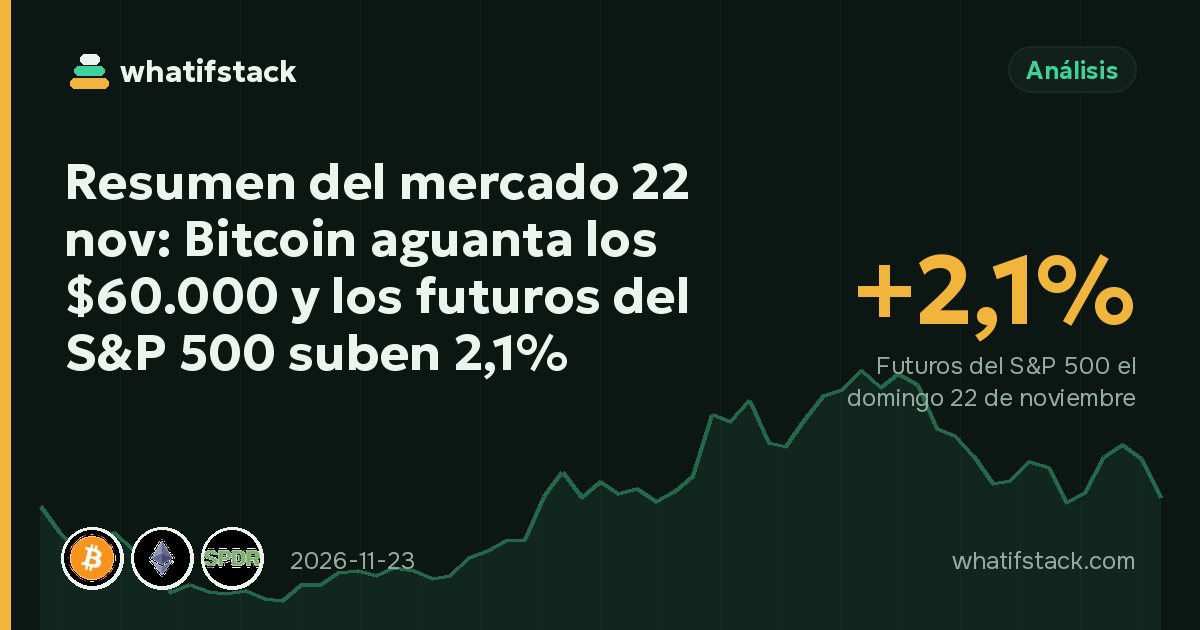 whatifstack
Análisis
Resumen del mercado 22
nov: Bitcoin aguanta los
$60.000 y los futuros del
S&P 500 suben 2,1%
+2,1%
Futuros del S&P 500 el
domingo 22 de noviembre
SPDR
2026-11-23
whatifstack.com